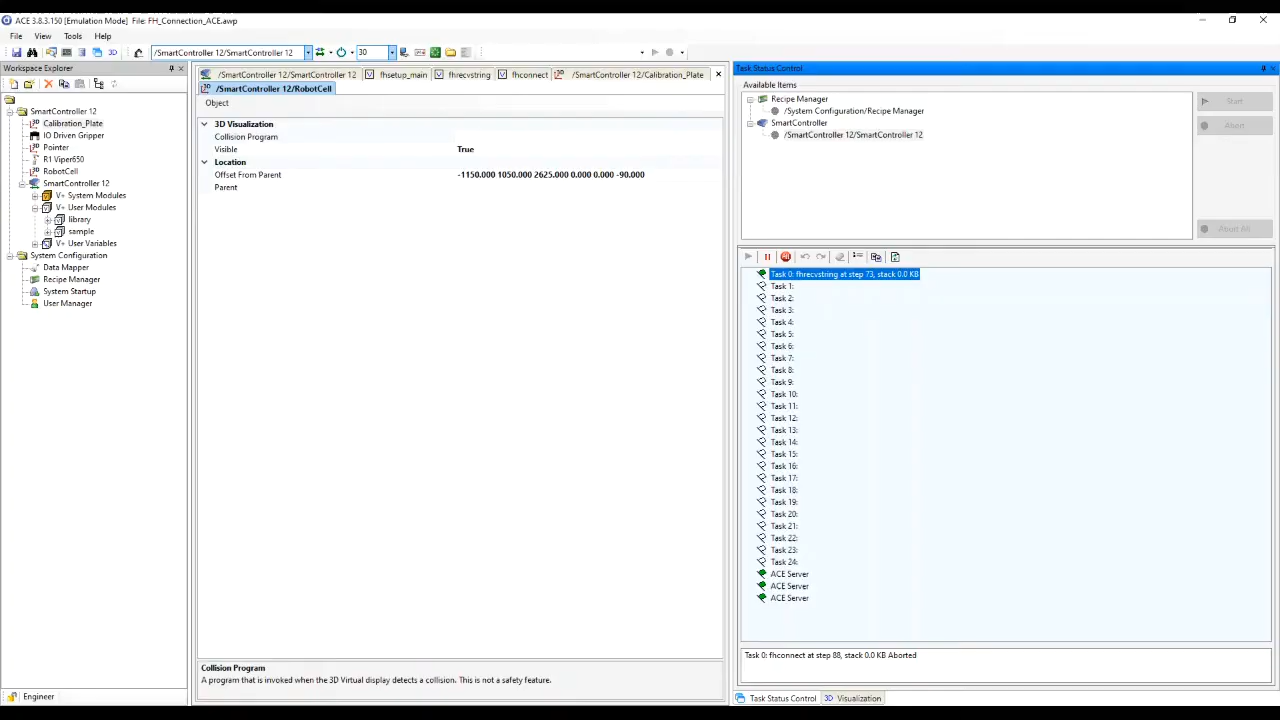 ACE 3.8.3.150 [Emulation Mode]  File: FH_Connection_ACE.awp
File View Tools Help
3D /SmartController 12/SmartController 12 30
Workspace Explorer
SmartController 12
Calibration_Plate
IO Driven Gripper
Pointer
R1 Viper650
RobotCell
SmartController 12
V+ System Modules
V+ User Modules
library
sample
V+ User Variables
System Configuration
Data Mapper
Recipe Manager
System Startup
User Manager
Engineer
/SmartController 12/SmartController 12 fhsetup_main fhrecvstring fhconnect /SmartController 12/Calibration_Plate
/SmartController 12/RobotCell
Object
3D Visualization
Collision Program
Visible True
Location
Offset From Parent -1150.000 1050.000 2625.000 0.000 0.000 -90.000
Parent
Collision Program
A program that is invoked when the 3D Virtual display detects a collision. This is not a safety feature.
Task Status Control
Available Items
Recipe Manager
/System Configuration/Recipe Manager
SmartController
/SmartController 12/SmartController 12
Start
Abort
Abort All
Task 0: fhrecvstring at step 73, stack 0.0 KB
Task 1:
Task 2:
Task 3:
Task 4:
Task 5:
Task 6:
Task 7:
Task 8:
Task 9:
Task 10:
Task 11:
Task 12:
Task 13:
Task 14:
Task 15:
Task 16:
Task 17:
Task 18:
Task 19:
Task 20:
Task 21:
Task 22:
Task 23:
Task 24:
ACE Server
ACE Server
ACE Server
Task 0: fhconnect at step 88, stack 0.0 KB Aborted
Task Status Control 3D Visualization